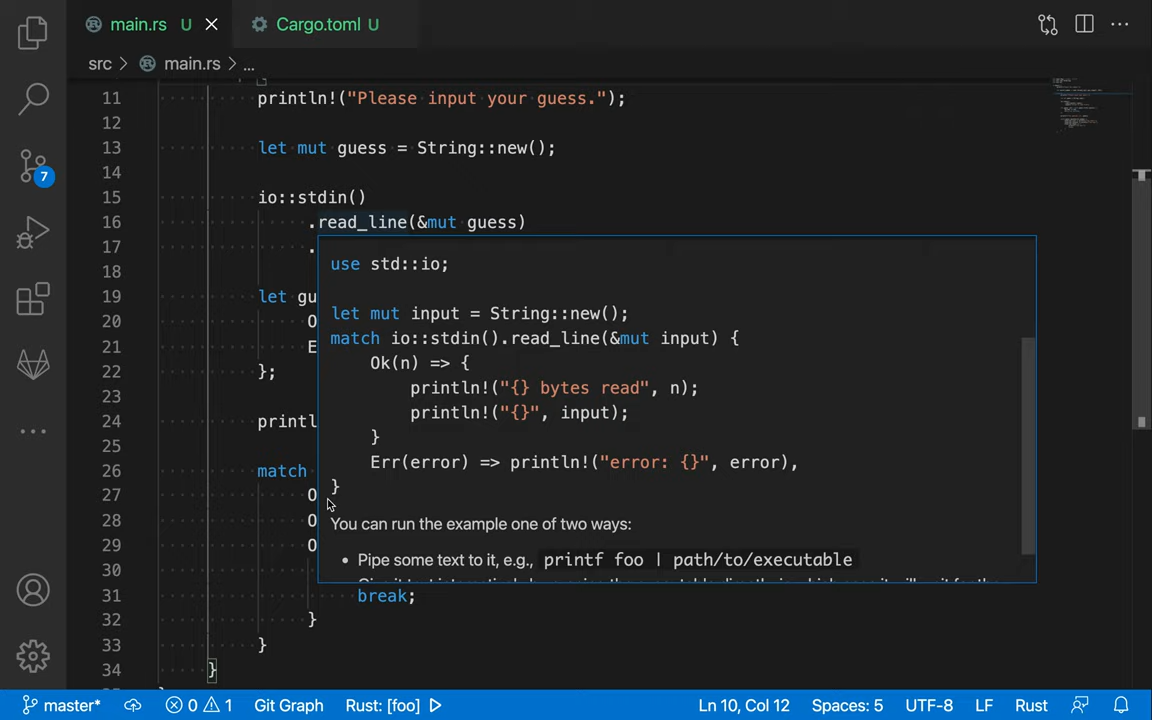 main.rs U
Cargo.toml U
src > main.rs > ...
11 println!("Please input your guess.");
12
13 let mut guess = String::new();
14
15 io::stdin()
16 .read_line(&mut guess)
17 .
18
19 let gu
20 O
21 E
22 };
23
24 printl
25
26 match
27 O
28 O
29 O
30
31 break;
32 }
33 }
34 }
use std::io;
let mut input = String::new();
match io::stdin().read_line(&mut input) {
Ok(n) => {
println!("{} bytes read", n);
println!("{}", input);
}
Err(error) => println!("error: {}", error),
}
You can run the example one of two ways:
• Pipe some text to it, e.g., printf foo | path/to/executable
7
master* 0 1 Git Graph Rust: [foo] Ln 10, Col 12 Spaces: 5 UTF-8 LF Rust